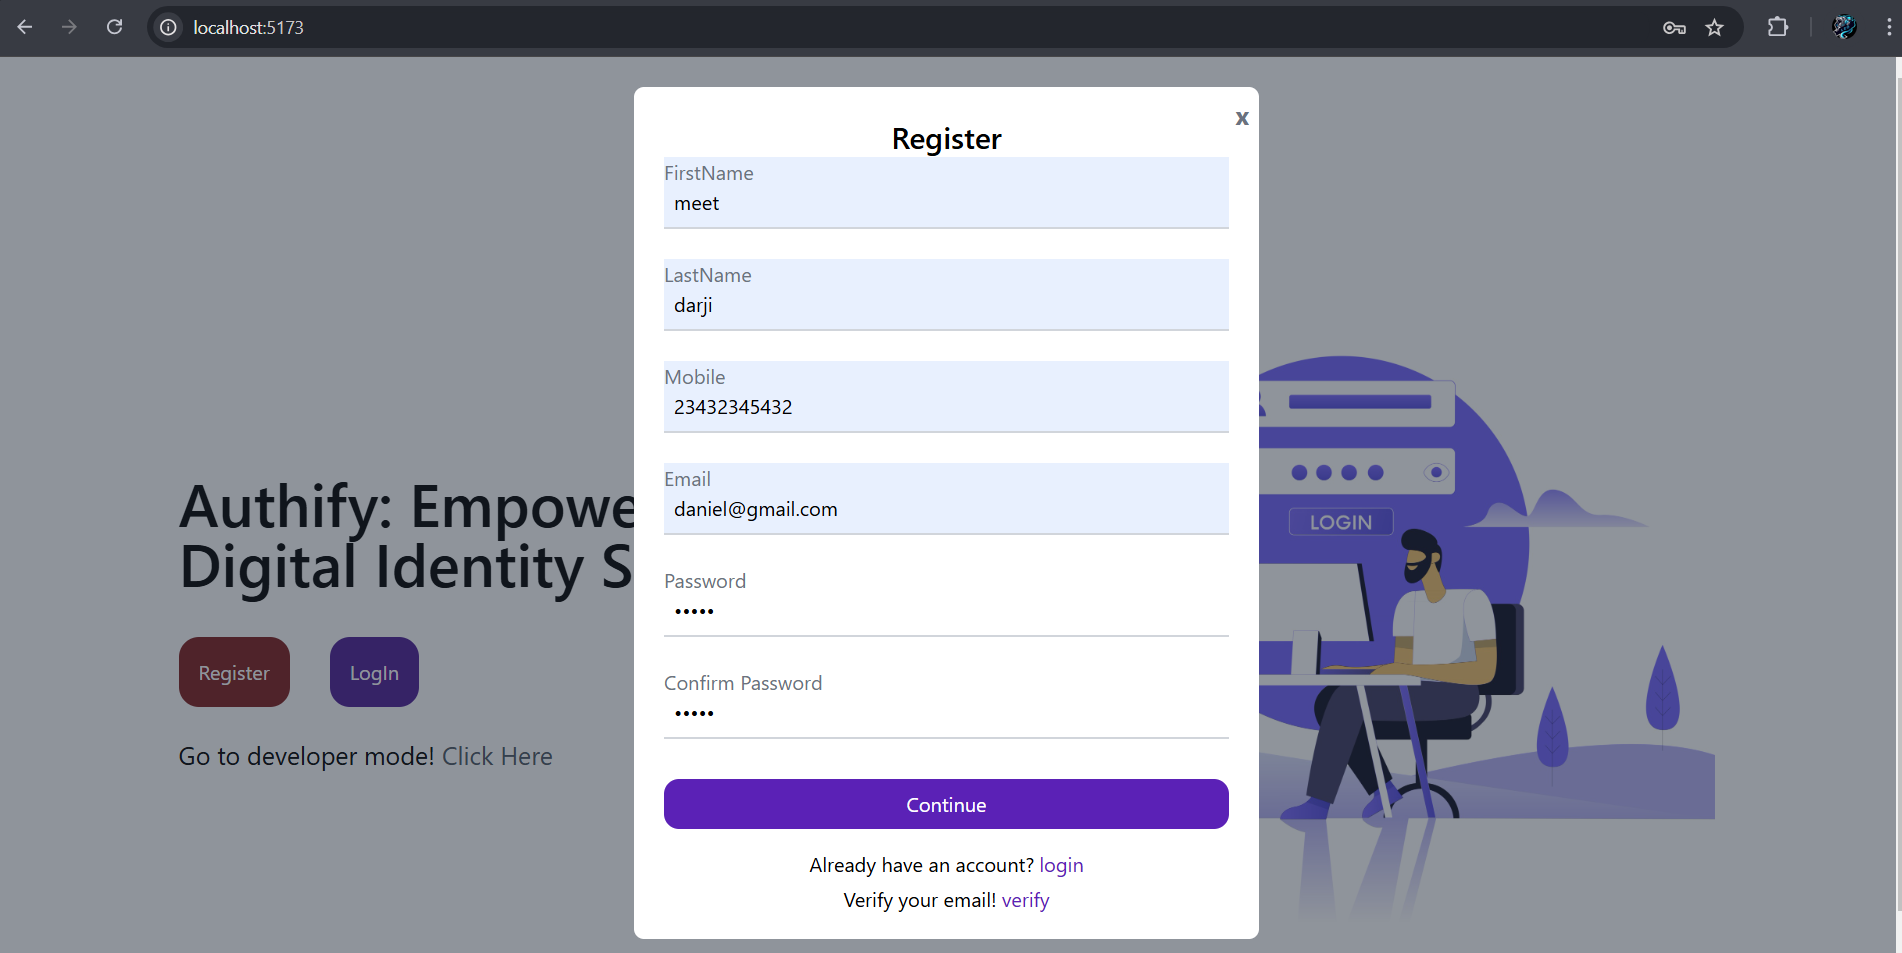 localhost:5173
x
Register
FirstName
meet
LastName
darji
Mobile
23432345432
Email
daniel@gmail.com
Password
•••••
Confirm Password
•••••
Continue
Already have an account? login
Verify your email! verify
Authify: Empowe
Digital Identity S
Register
LogIn
Go to developer mode! Click Here
LOGIN